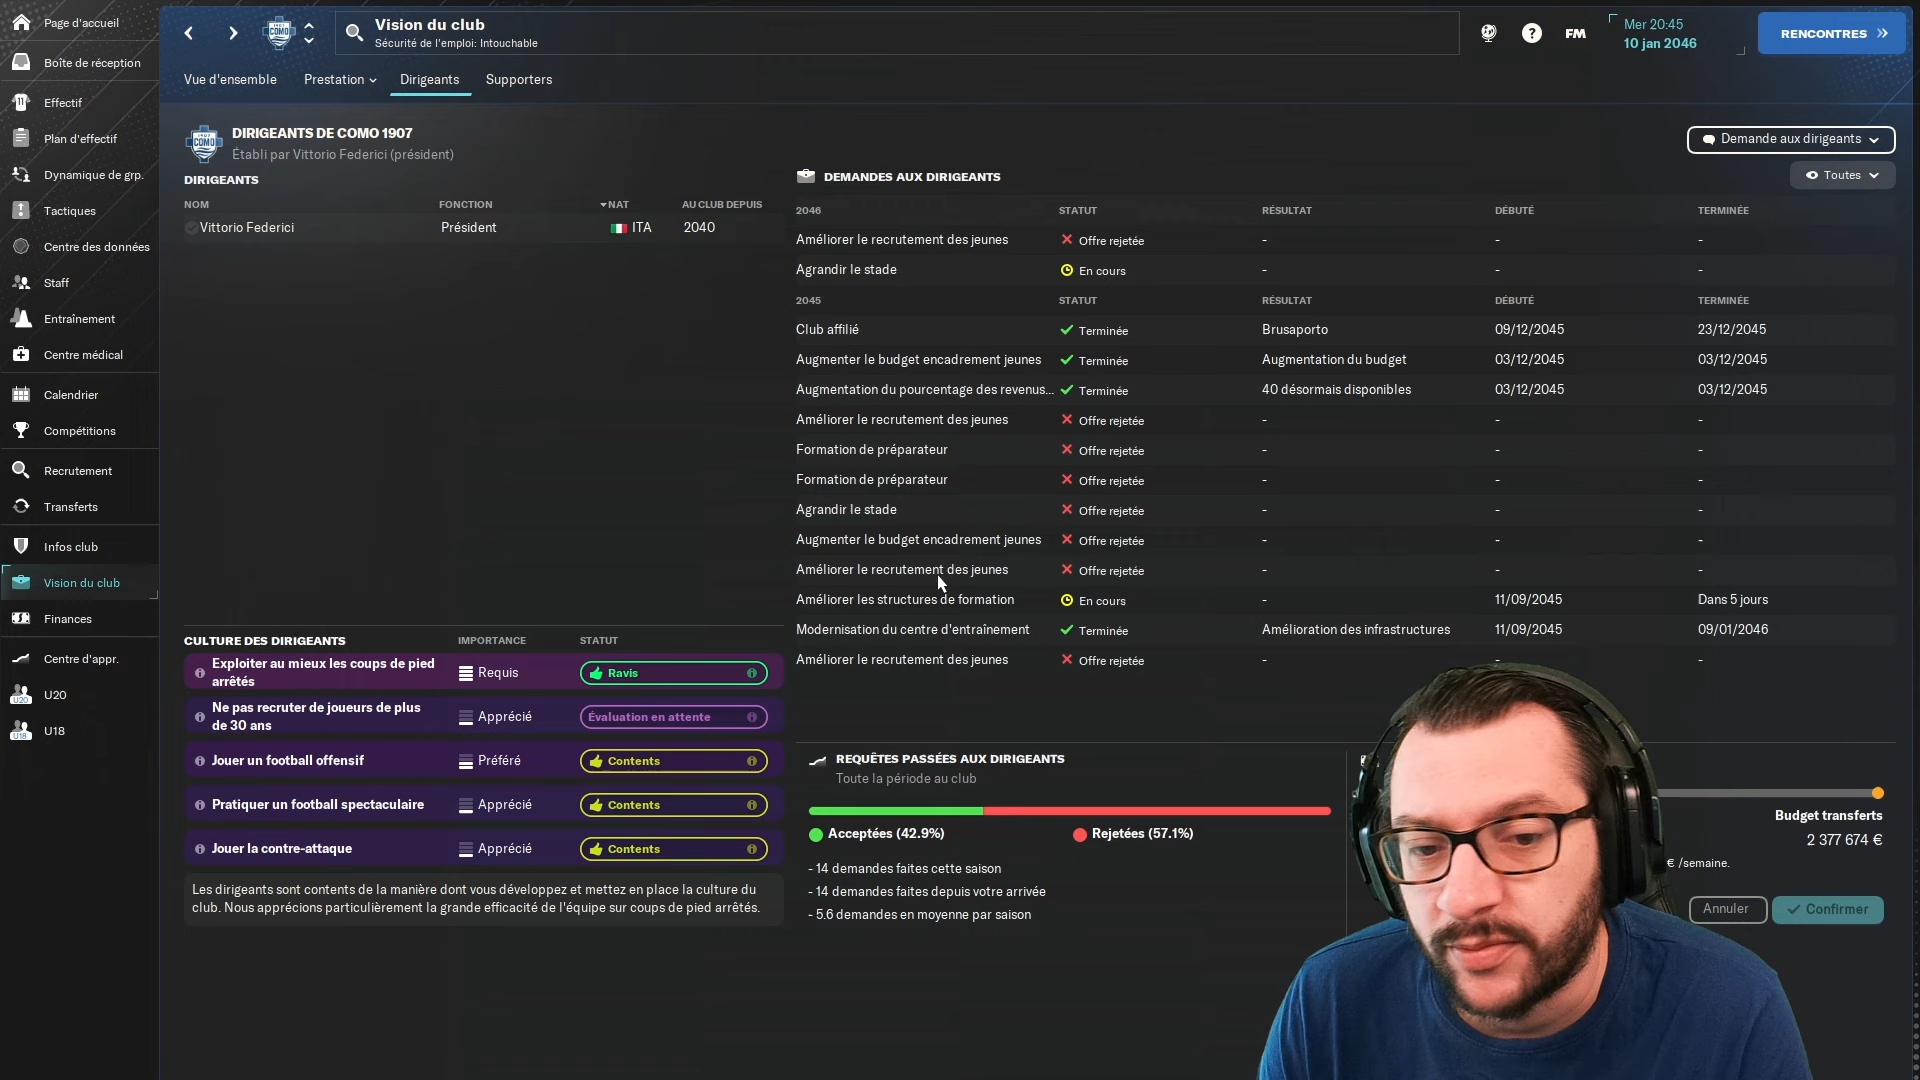 Page d'accueil
Boîte de réception
Effectif
Plan d'effectif
Dynamique de grp.
Tactiques
Centre des données
Staff
Entraînement
Centre médical
Calendrier
Compétitions
Recrutement
Transferts
Infos club
Vision du club
Finances
Centre d'appr.
U20
U18
Vision du club
Sécurité de l'emploi: Intouchable
FM
Mer 20:45
10 jan 2046
RENCONTRES
Vue d'ensemble Prestation Dirigeants Supporters
DIRIGEANTS DE COMO 1907
Établi par Vittorio Federici (président)
Demande aux dirigeants
DIRIGEANTS
NOM FONCTION NAT AU CLUB DEPUIS
Vittorio Federici Président ITA 2040
DEMANDES AUX DIRIGEANTS
Toutes
2046 STATUT RÉSULTAT DÉBUTÉ TERMINÉE
Améliorer le recrutement des jeunes Offre rejetée - - -
Agrandir le stade En cours - - -
2045 STATUT RÉSULTAT DÉBUTÉ TERMINÉE
Club affilié Terminée Brusaporto 09/12/2045 23/12/2045
Augmenter le budget encadrement jeunes Terminée Augmentation du budget 03/12/2045 03/12/2045
Augmentation du pourcentage des revenus... Terminée 40 désormais disponibles 03/12/2045 03/12/2045
Améliorer le recrutement des jeunes Offre rejetée - - -
Formation de préparateur Offre rejetée - - -
Formation de préparateur Offre rejetée - - -
Agrandir le stade Offre rejetée - - -
Augmenter le budget encadrement jeunes Offre rejetée - - -
Améliorer le recrutement des jeunes Offre rejetée - - -
Améliorer les structures de formation En cours - 11/09/2045 Dans 5 jours
Modernisation du centre d'entraînement Terminée Amélioration des infrastructures 11/09/2045 09/01/2046
Améliorer le recrutement des jeunes Offre rejetée - - -
CULTURE DES DIRIGEANTS IMPORTANCE STATUT
Exploiter au mieux les coups de pied
arrêtés
Requis Ravis
Ne pas recruter de joueurs de plus
de 30 ans
Apprécié Évaluation en attente
Jouer un football offensif Préféré Contents
Pratiquer un football spectaculaire Apprécié Contents
Jouer la contre-attaque Apprécié Contents
Les dirigeants sont contents de la manière dont vous développez et mettez en place la culture du
club. Nous apprécions particulièrement la grande efficacité de l'équipe sur coups de pied arrêtés.
REQUÊTES PASSÉES AUX DIRIGEANTS
Toute la période au club
Acceptées (42.9%) Rejetées (57.1%)
- 14 demandes faites cette saison
- 14 demandes faites depuis votre arrivée
- 5.6 demandes en moyenne par saison
Budget transferts
2 377 674 €
€ /semaine.
Annuler Confirmer